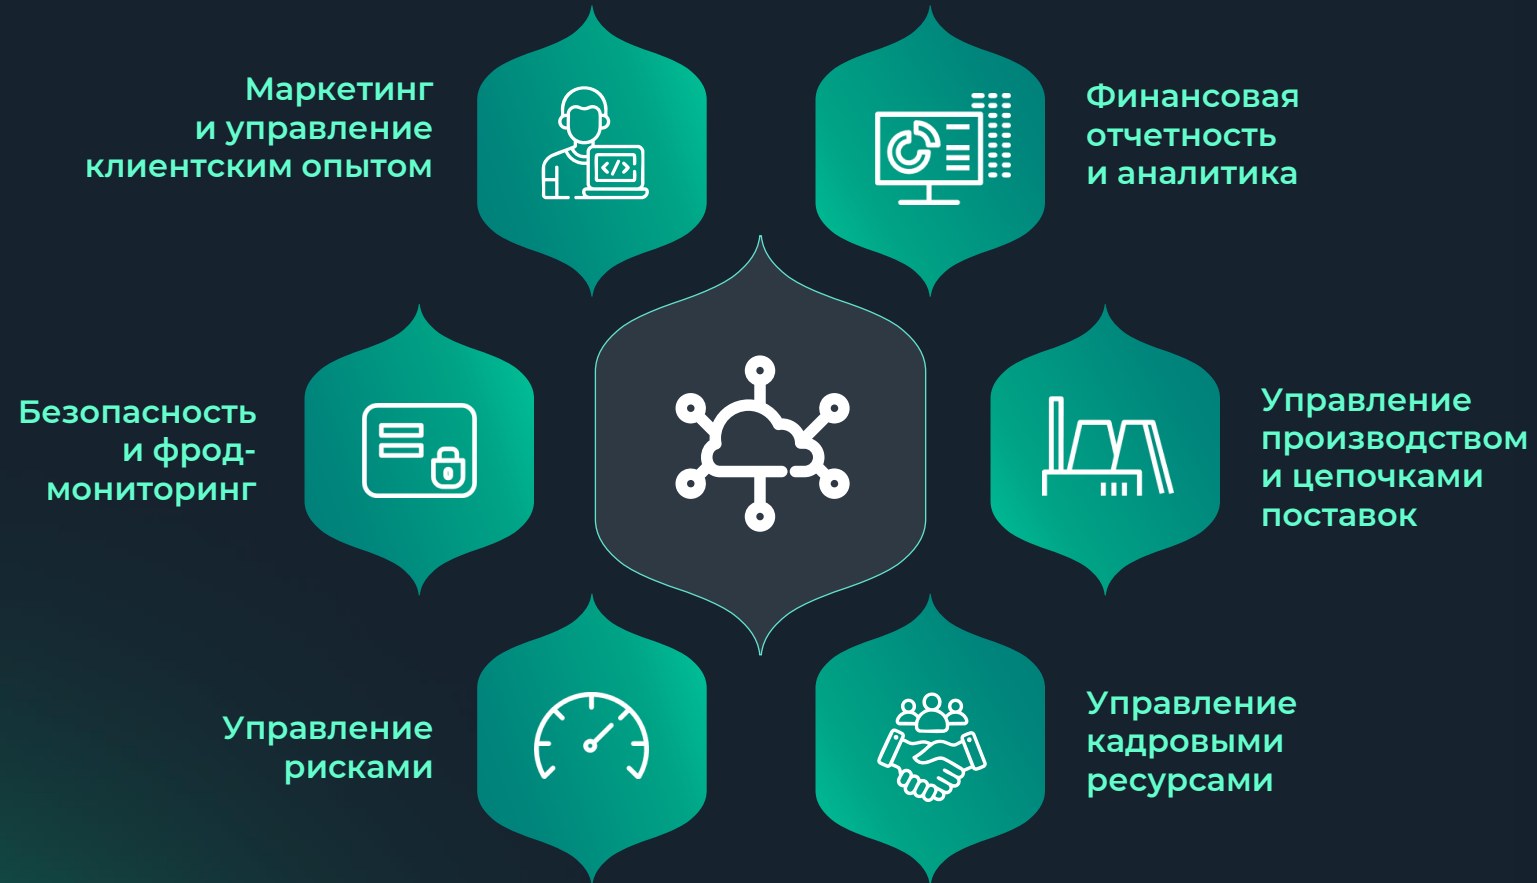 Маркетинг
и управление
клиентским опытом
Финансовая
отчетность
и аналитика
Безопасность
и фрод-
мониторинг
Управление
производством
и цепочками
поставок
Управление
рисками
Управление
кадровыми
ресурсами